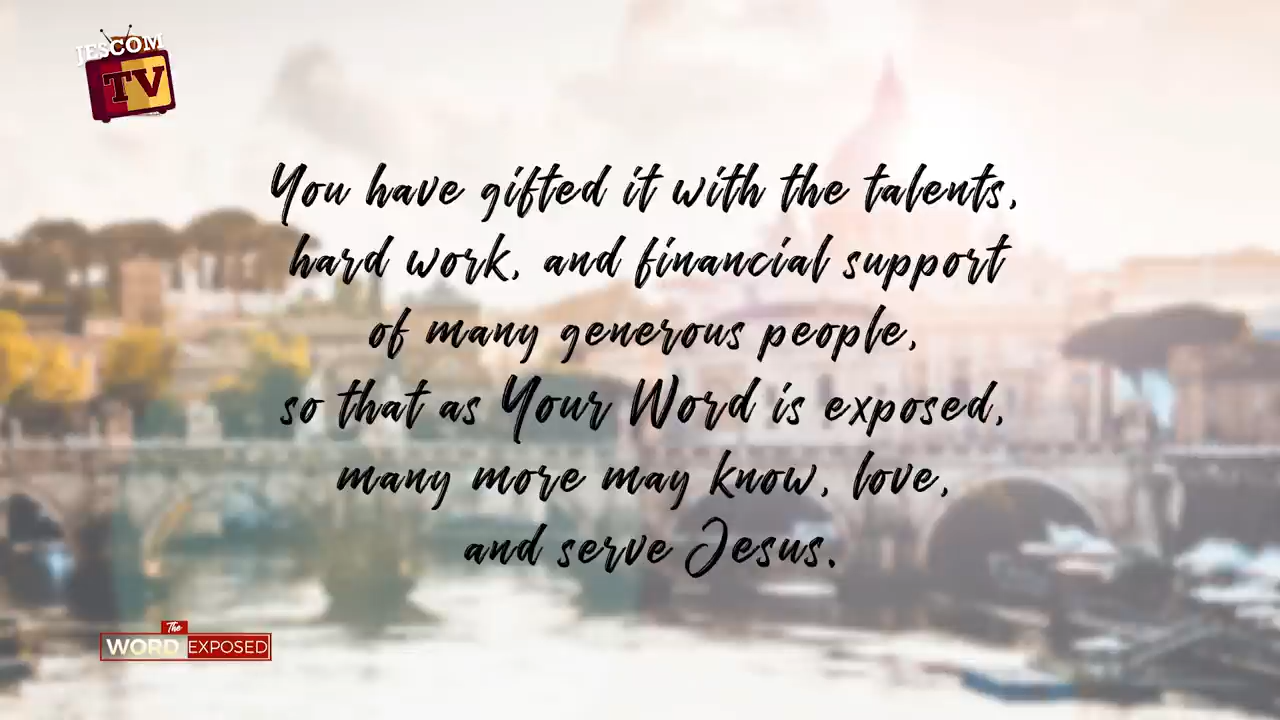 JESCOM
TV
You have gifted it with the talents,
hard work, and financial support
of many generous people,
so that as Your Word is exposed,
many more may know, love,
and serve Jesus.
The
WORD EXPOSED